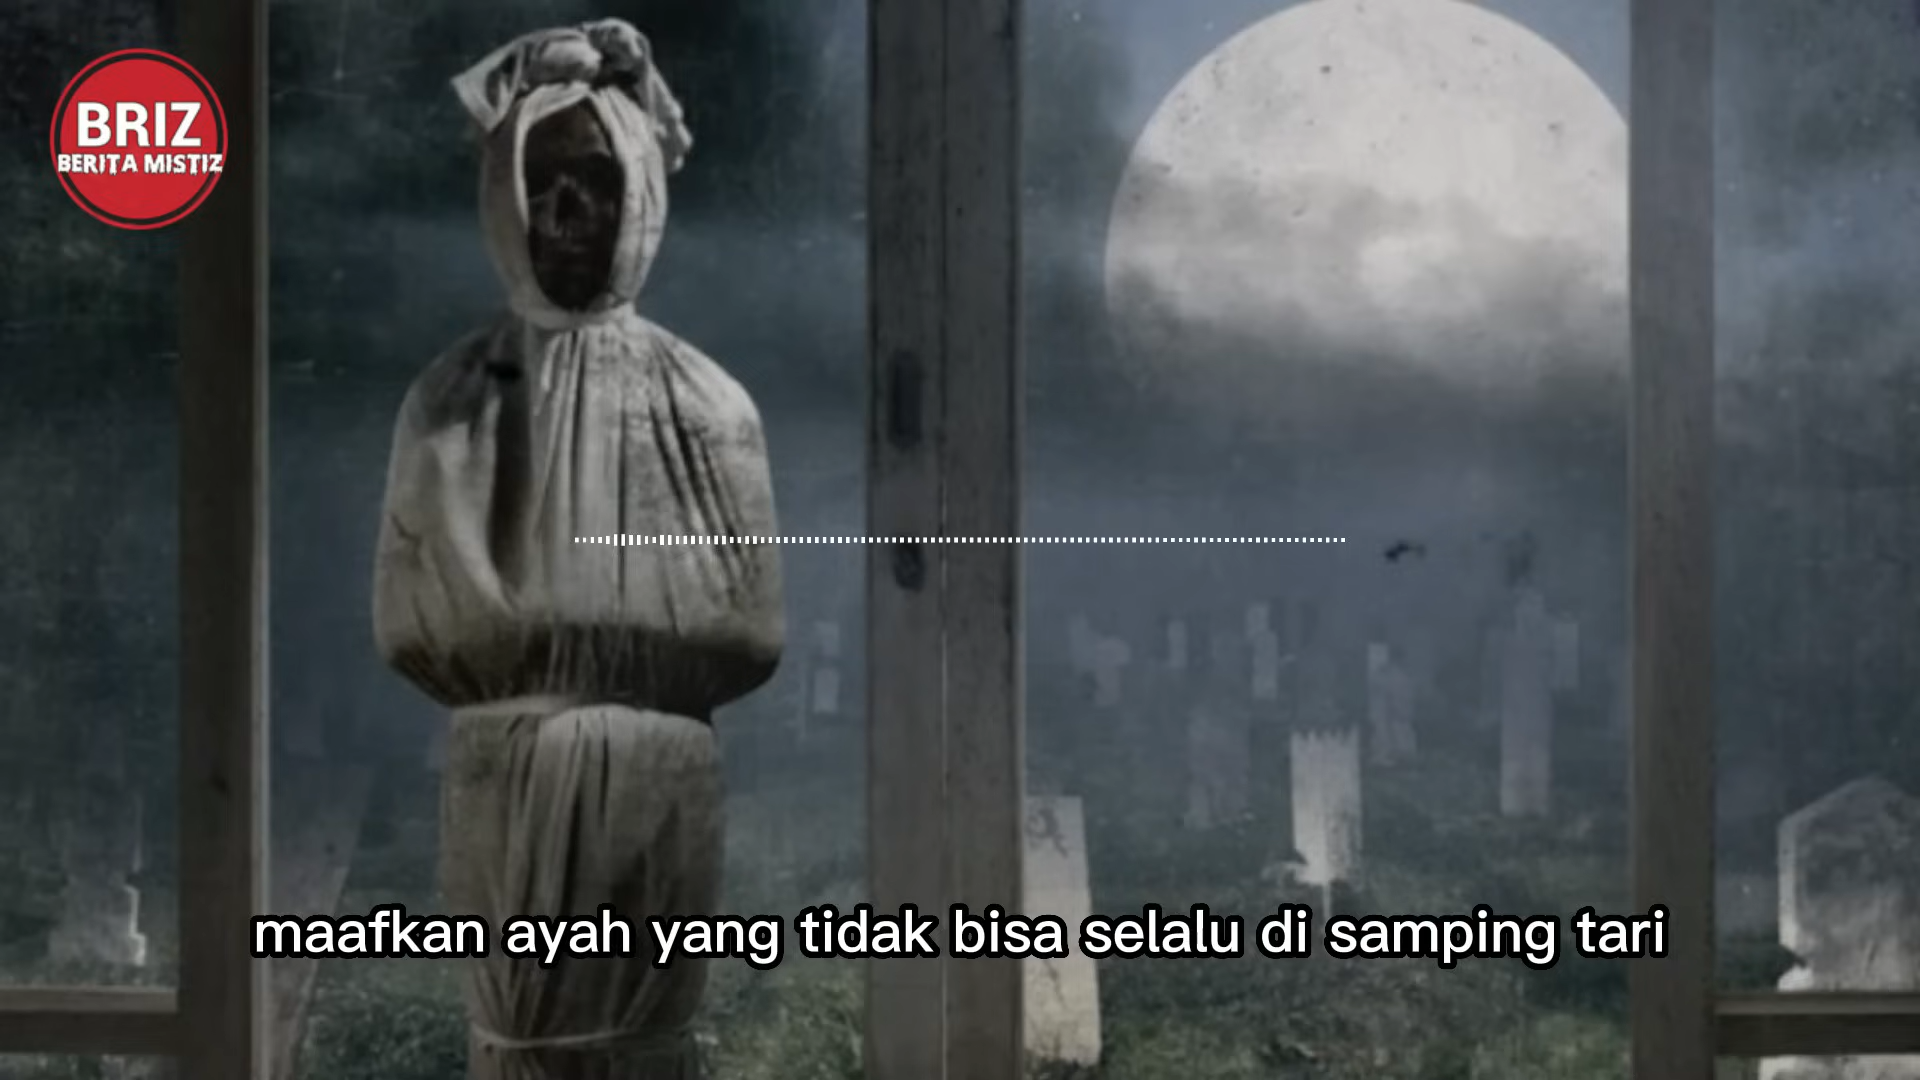 BRIZ
BERITA MISTIZ
maafkan ayah yang tidak bisa selalu di samping tari